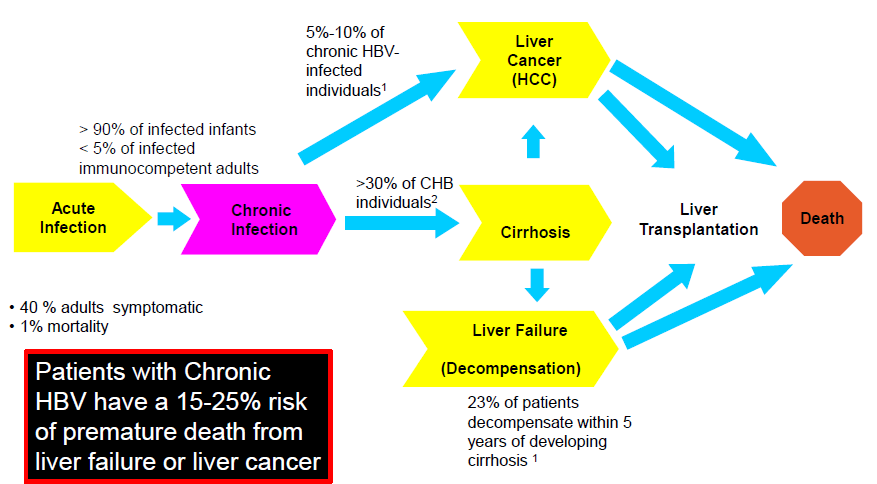 5%-10% of
chronic HBV-
infected
individuals1
Liver
Cancer
(HCC)
> 90% of infected infants
< 5% of infected
immunocompetent adults
>30% of CHB
individuals2
Acute
Infection
Chronic
Infection
Cirrhosis
Liver
Transplantation
Death
• 40 % adults  symptomatic
• 1% mortality
Liver Failure
(Decompensation)
Patients with Chronic
HBV have a 15-25% risk
of premature death from
liver failure or liver cancer
23% of patients
decompensate within 5
years of developing
cirrhosis 1